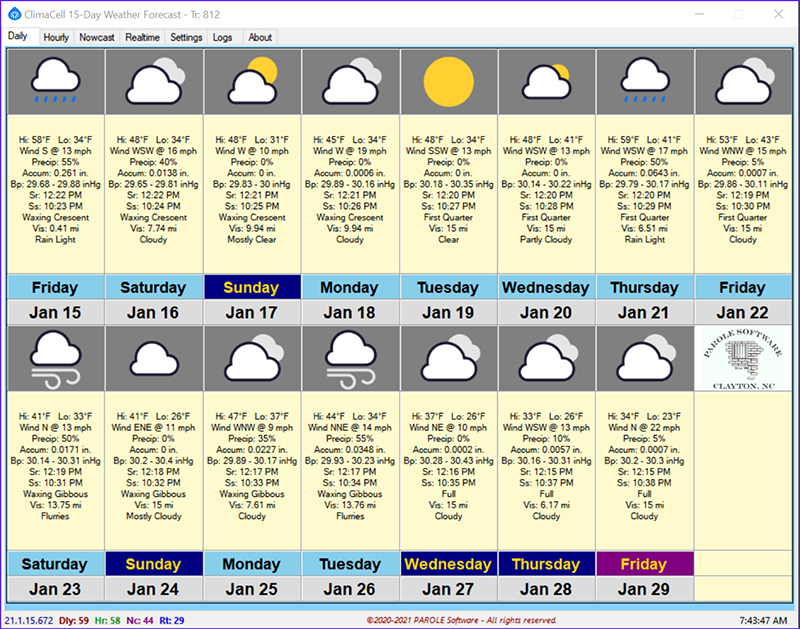 ClimaCell 15-Day Weather Forecast - Tr: 812
Daily Hourly Nowcast Realtime Settings Logs About
Hi: 58°F Lo: 34°F
Wind S @ 13 mph
Precip: 55%
Accum: 0.261 in.
Bp: 29.68 - 29.88 inHg
Sr: 12:22 PM
Ss: 10:23 PM
Waxing Crescent
Vis: 0.41 mi
Rain Light
Friday
Jan 15
Hi: 48°F Lo: 34°F
Wind WSW @ 16 mph
Precip: 40%
Accum: 0.0138 in.
Bp: 29.65 - 29.81 inHg
Sr: 12:22 PM
Ss: 10:24 PM
Waxing Crescent
Vis: 7.74 mi
Cloudy
Saturday
Jan 16
Hi: 48°F Lo: 31°F
Wind W @ 10 mph
Precip: 0%
Accum: 0 in.
Bp: 29.83 - 30 inHg
Sr: 12:21 PM
Ss: 10:25 PM
Waxing Crescent
Vis: 9.94 mi
Mostly Clear
Sunday
Jan 17
Hi: 45°F Lo: 34°F
Wind W @ 19 mph
Precip: 0%
Accum: 0.0006 in.
Bp: 29.89 - 30.16 inHg
Sr: 12:21 PM
Ss: 10:26 PM
Waxing Crescent
Vis: 9.94 mi
Cloudy
Monday
Jan 18
Hi: 48°F Lo: 34°F
Wind SSW @ 13 mph
Precip: 0%
Accum: 0 in.
Bp: 30.18 - 30.35 inHg
Sr: 12:20 PM
Ss: 10:27 PM
First Quarter
Vis: 15 mi
Clear
Tuesday
Jan 19
Hi: 48°F Lo: 41°F
Wind WSW @ 13 mph
Precip: 0%
Accum: 0 in.
Bp: 30.14 - 30.22 inHg
Sr: 12:20 PM
Ss: 10:28 PM
First Quarter
Vis: 15 mi
Partly Cloudy
Wednesday
Jan 20
Hi: 59°F Lo: 41°F
Wind WSW @ 17 mph
Precip: 50%
Accum: 0.0643 in.
Bp: 29.79 - 30.17 inHg
Sr: 12:20 PM
Ss: 10:29 PM
First Quarter
Vis: 6.51 mi
Rain Light
Thursday
Jan 21
Hi: 53°F Lo: 43°F
Wind WNW @ 15 mph
Precip: 5%
Accum: 0.0007 in.
Bp: 29.86 - 30.11 inHg
Sr: 12:19 PM
Ss: 10:30 PM
First Quarter
Vis: 15 mi
Cloudy
Friday
Jan 22
Hi: 41°F Lo: 33°F
Wind N @ 13 mph
Precip: 50%
Accum: 0.0171 in.
Bp: 30.14 - 30.31 inHg
Sr: 12:19 PM
Ss: 10:31 PM
Waxing Gibbous
Vis: 13.75 mi
Flurries
Saturday
Jan 23
Hi: 41°F Lo: 26°F
Wind ENE @ 11 mph
Precip: 0%
Accum: 0 in.
Bp: 30.2 - 30.4 inHg
Sr: 12:18 PM
Ss: 10:32 PM
Waxing Gibbous
Vis: 15 mi
Mostly Cloudy
Sunday
Jan 24
Hi: 47°F Lo: 37°F
Wind WNW @ 9 mph
Precip: 35%
Accum: 0.0227 in.
Bp: 29.89 - 30.17 inHg
Sr: 12:17 PM
Ss: 10:33 PM
Waxing Gibbous
Vis: 7.61 mi
Cloudy
Monday
Jan 25
Hi: 44°F Lo: 34°F
Wind NNE @ 14 mph
Precip: 55%
Accum: 0.0348 in.
Bp: 29.93 - 30.23 inHg
Sr: 12:17 PM
Ss: 10:34 PM
Waxing Gibbous
Vis: 13.76 mi
Flurries
Tuesday
Jan 26
Hi: 37°F Lo: 26°F
Wind NE @ 10 mph
Precip: 0%
Accum: 0.0002 in.
Bp: 30.28 - 30.43 inHg
Sr: 12:16 PM
Ss: 10:35 PM
Full
Vis: 15 mi
Cloudy
Wednesday
Jan 27
Hi: 33°F Lo: 26°F
Wind WSW @ 13 mph
Precip: 10%
Accum: 0.0057 in.
Bp: 30.16 - 30.31 inHg
Sr: 12:15 PM
Ss: 10:37 PM
Full
Vis: 6.17 mi
Cloudy
Thursday
Jan 28
Hi: 34°F Lo: 23°F
Wind N @ 22 mph
Precip: 5%
Accum: 0.0007 in.
Bp: 30.2 - 30.3 inHg
Sr: 12:15 PM
Ss: 10:38 PM
Full
Vis: 15 mi
Cloudy
Friday
Jan 29
PAROLE SOFTWARE
CLAYTON, NC
21.1.15.672 Dly: 59 Hr: 58 Nc: 44 Rt: 29 ©2020-2021 PAROLE Software - All rights reserved. 7:43:47 AM